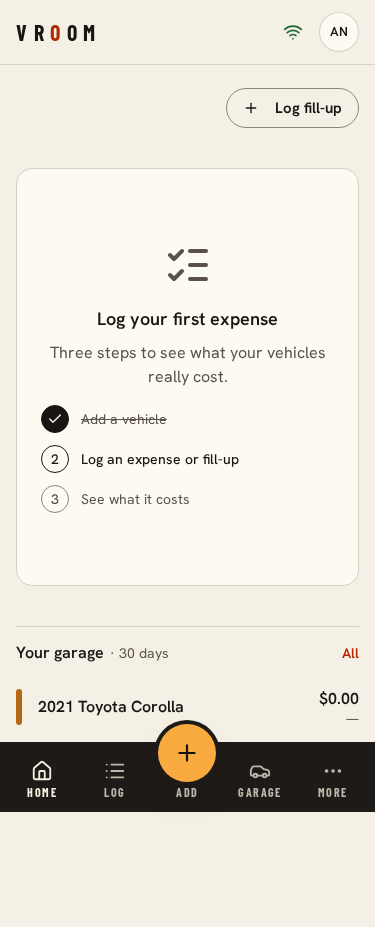 VROOM
AN
Log fill-up
Log your first expense
Three steps to see what your vehicles
really cost.
Add a vehicle
2 Log an expense or fill-up
3 See what it costs
Your garage · 30 days
All
2021 Toyota Corolla
$0.00
—
HOME
LOG
ADD
GARAGE
MORE